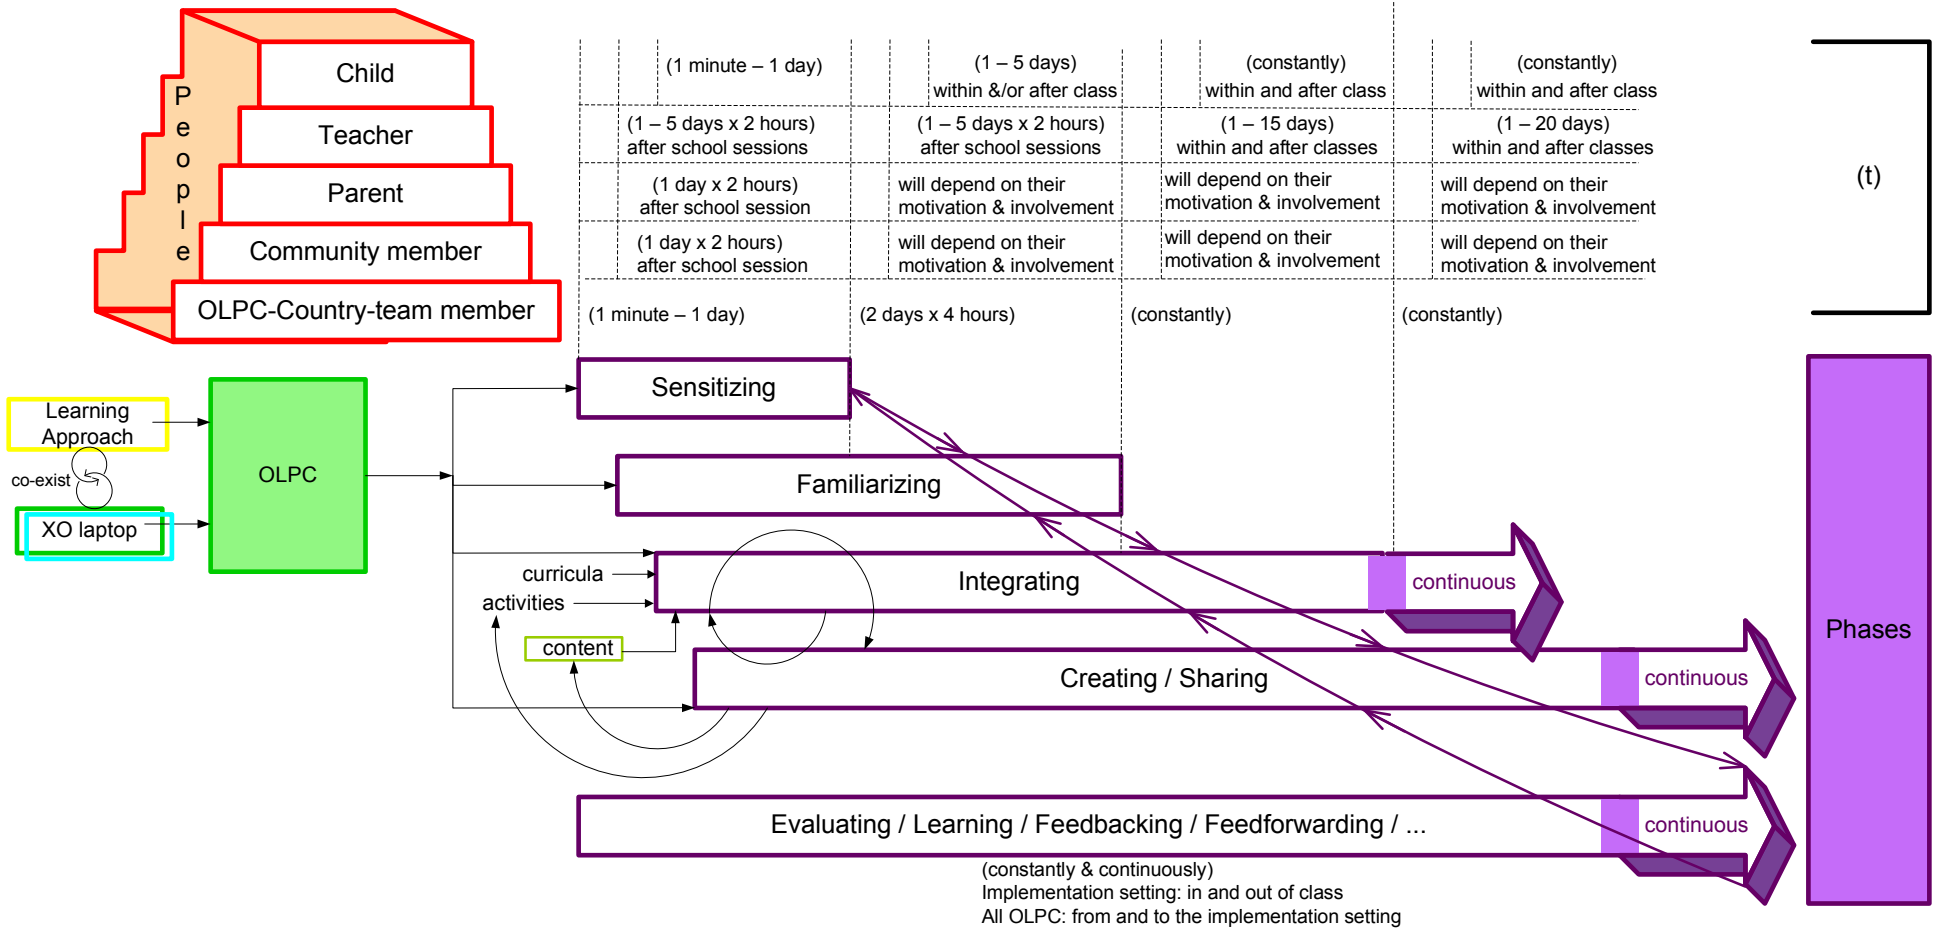 People
Child
(1 minute – 1 day)
(1 – 5 days)
within &/or after class
(constantly)
within and after class
(constantly)
within and after class
Teacher
(1 – 5 days x 2 hours)
after school sessions
(1 – 5 days x 2 hours)
after school sessions
(1 – 15 days)
within and after classes
(1 – 20 days)
within and after classes
Parent
(1 day x 2 hours)
after school session
will depend on their
motivation & involvement
will depend on their
motivation & involvement
will depend on their
motivation & involvement
Community member
(1 day x 2 hours)
after school session
will depend on their
motivation & involvement
will depend on their
motivation & involvement
will depend on their
motivation & involvement
OLPC-Country-team member
(1 minute – 1 day)
(2 days x 4 hours)
(constantly)
(constantly)
(t)
Learning
Approach
co-exist
XO laptop
OLPC
Sensitizing
Familiarizing
curricula
activities
content
Integrating
continuous
Creating / Sharing
continuous
Evaluating / Learning / Feedbacking / Feedforwarding / ...
continuous
(constantly & continuously)
Implementation setting: in and out of class
All OLPC: from and to the implementation setting
Phases